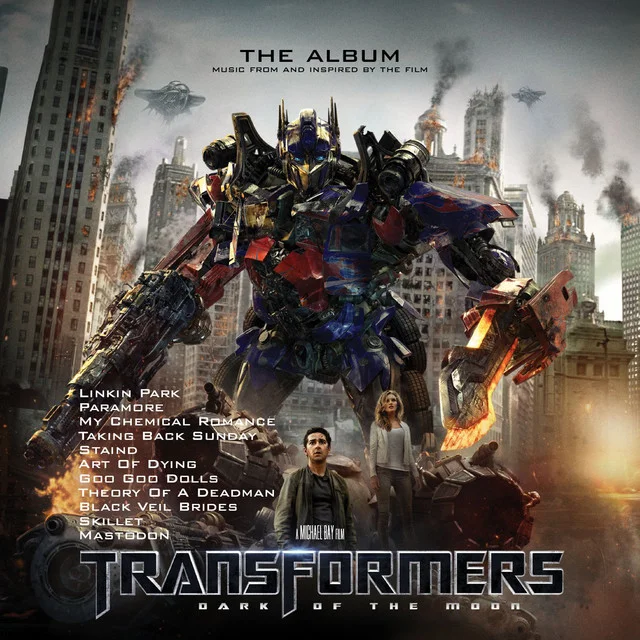 THE ALBUM
MUSIC FROM AND INSPIRED BY THE FILM
LINKIN PARK
PARAMORE
MY CHEMICAL ROMANCE
TAKING BACK SUNDAY
STAIND
ART OF DYING
GOO GOO DOLLS
THEORY OF A DEADMAN
BLACK VEIL BRIDES
SKILLET
MASTODON
A MICHAEL BAY FILM
TRANSFORMERS
DARK OF THE MOON